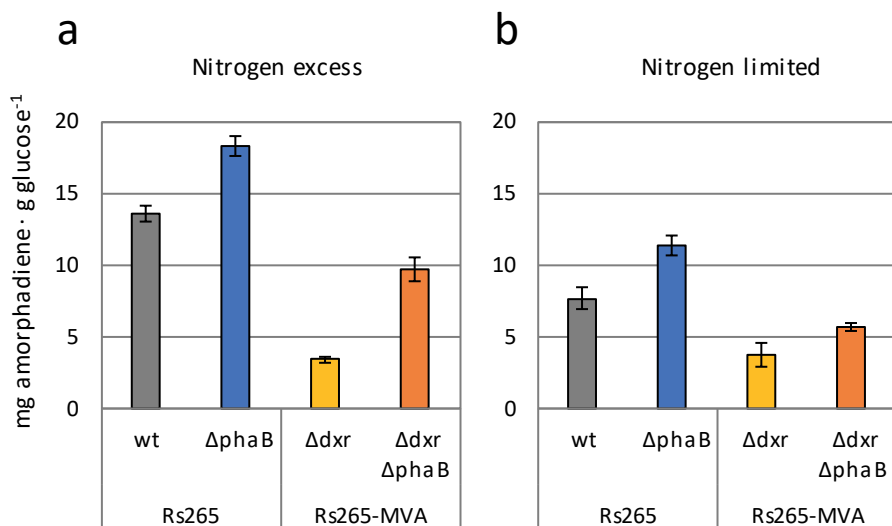 a
Nitrogen excess
mg amorphadiene · g glucose⁻¹
20
15
10
5
0
wt
ΔphaB
Δdxr
Δdxr
ΔphaB
Rs265
Rs265-MVA
b
Nitrogen limited
20
15
10
5
0
wt
ΔphaB
Δdxr
Δdxr
ΔphaB
Rs265
Rs265-MVA